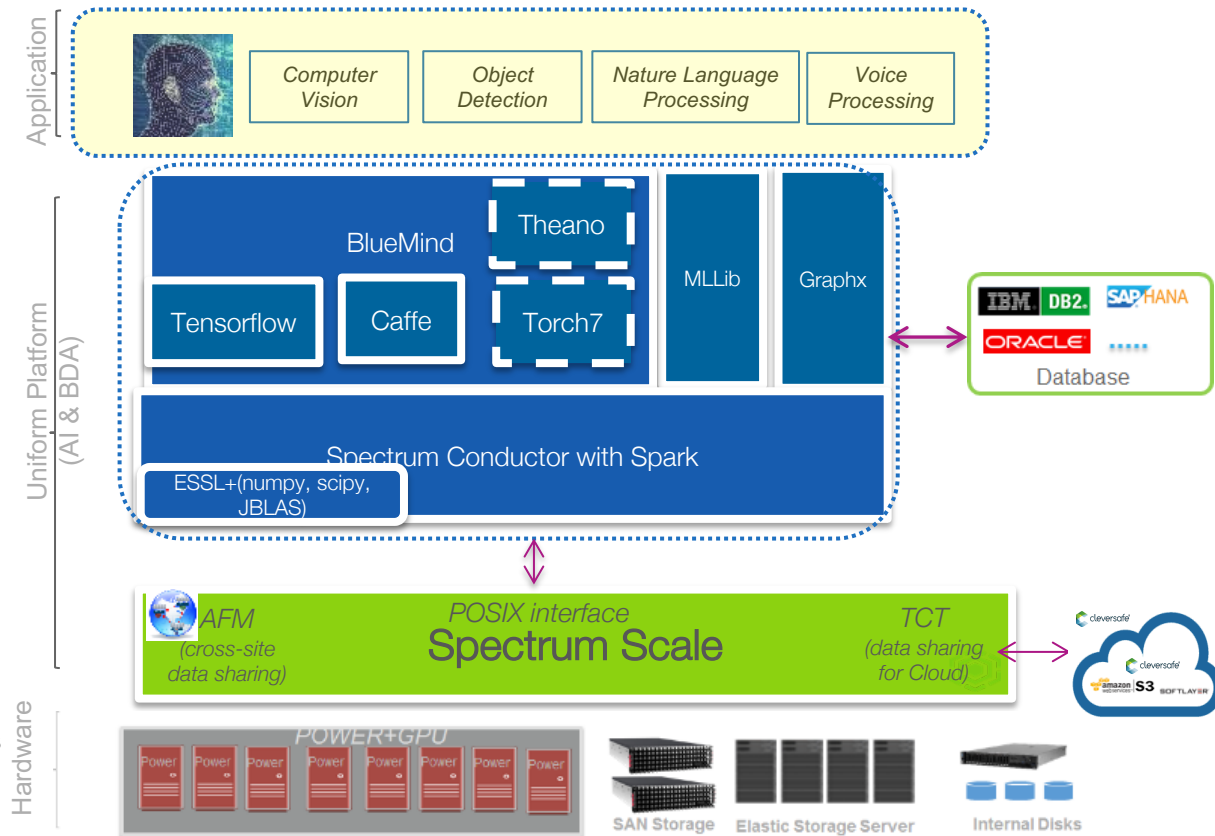 Application
Computer
Vision
Object
Detection
Nature Language
Processing
Voice
Processing
Uniform Platform
(AI & BDA)
BlueMind
Theano
Tensorflow
Caffe
Torch7
MLLib
Graphx
IBM DB2.
SAP HANA
ORACLE
.....
Database
Spectrum Conductor with Spark
ESSL+(numpy, scipy,
JBLAS)
AFM
(cross-site
data sharing)
POSIX interface
Spectrum Scale
TCT
(data sharing
for Cloud)
cleversafe
cleversafe
amazon
webservices
S3
SOFTLAYER
Hardware
POWER+GPU
Power
Power
Power
Power
Power
Power
Power
Power
SAN Storage
Elastic Storage Server
Internal Disks